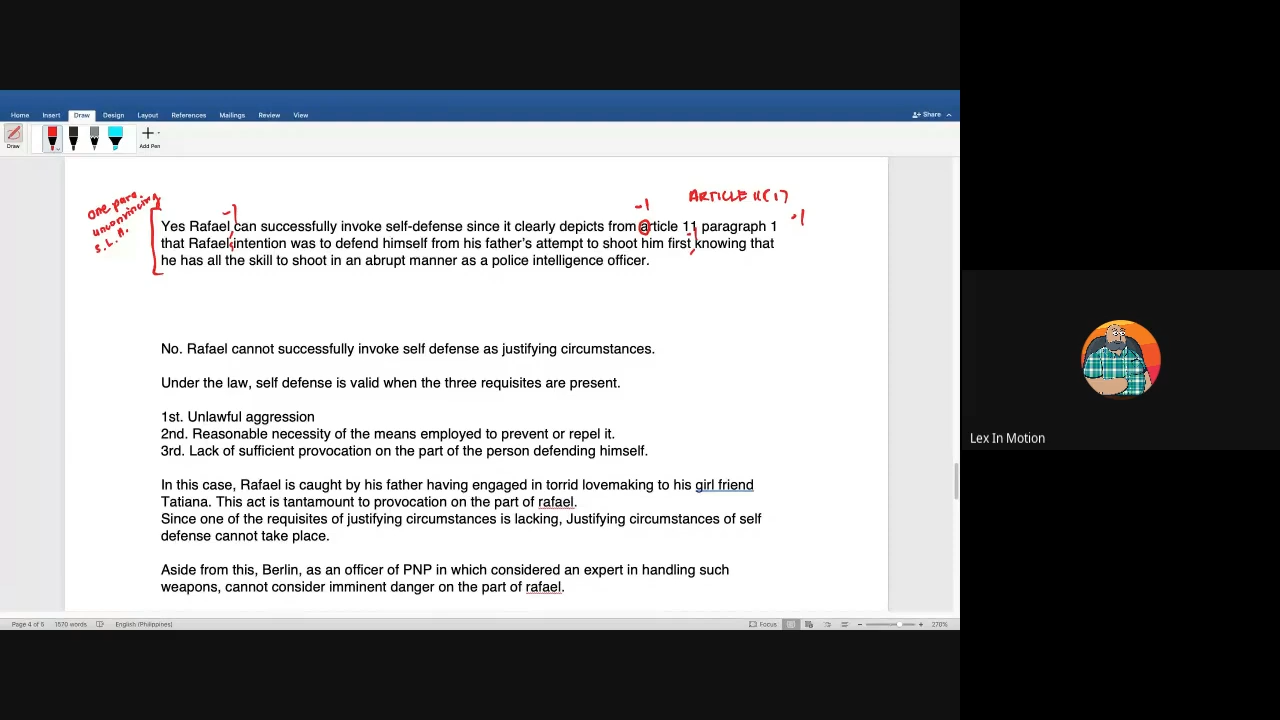 Home Insert Draw Design Layout References Mailings Review View Share
Draw Add Pen
one para.
unconvincing
S.L.A.
-1
-1
ARTICLE 11(1)
-1
Yes Rafael, can successfully invoke self-defense since it clearly depicts from article 11 paragraph 1
-1
that Rafael; intention was to defend himself from his father's attempt to shoot him first, knowing that
he has all the skill to shoot in an abrupt manner as a police intelligence officer.
No. Rafael cannot successfully invoke self defense as justifying circumstances.
Under the law, self defense is valid when the three requisites are present.
1st. Unlawful aggression
2nd. Reasonable necessity of the means employed to prevent or repel it.
3rd. Lack of sufficient provocation on the part of the person defending himself.
In this case, Rafael is caught by his father having engaged in torrid lovemaking to his girl friend
Tatiana. This act is tantamount to provocation on the part of rafael.
Since one of the requisites of justifying circumstances is lacking, Justifying circumstances of self
defense cannot take place.
Aside from this, Berlin, as an officer of PNP in which considered an expert in handling such
weapons, cannot consider imminent danger on the part of rafael.
Page 4 of 5 1570 words English (Philippines) Focus 270%
Lex In Motion